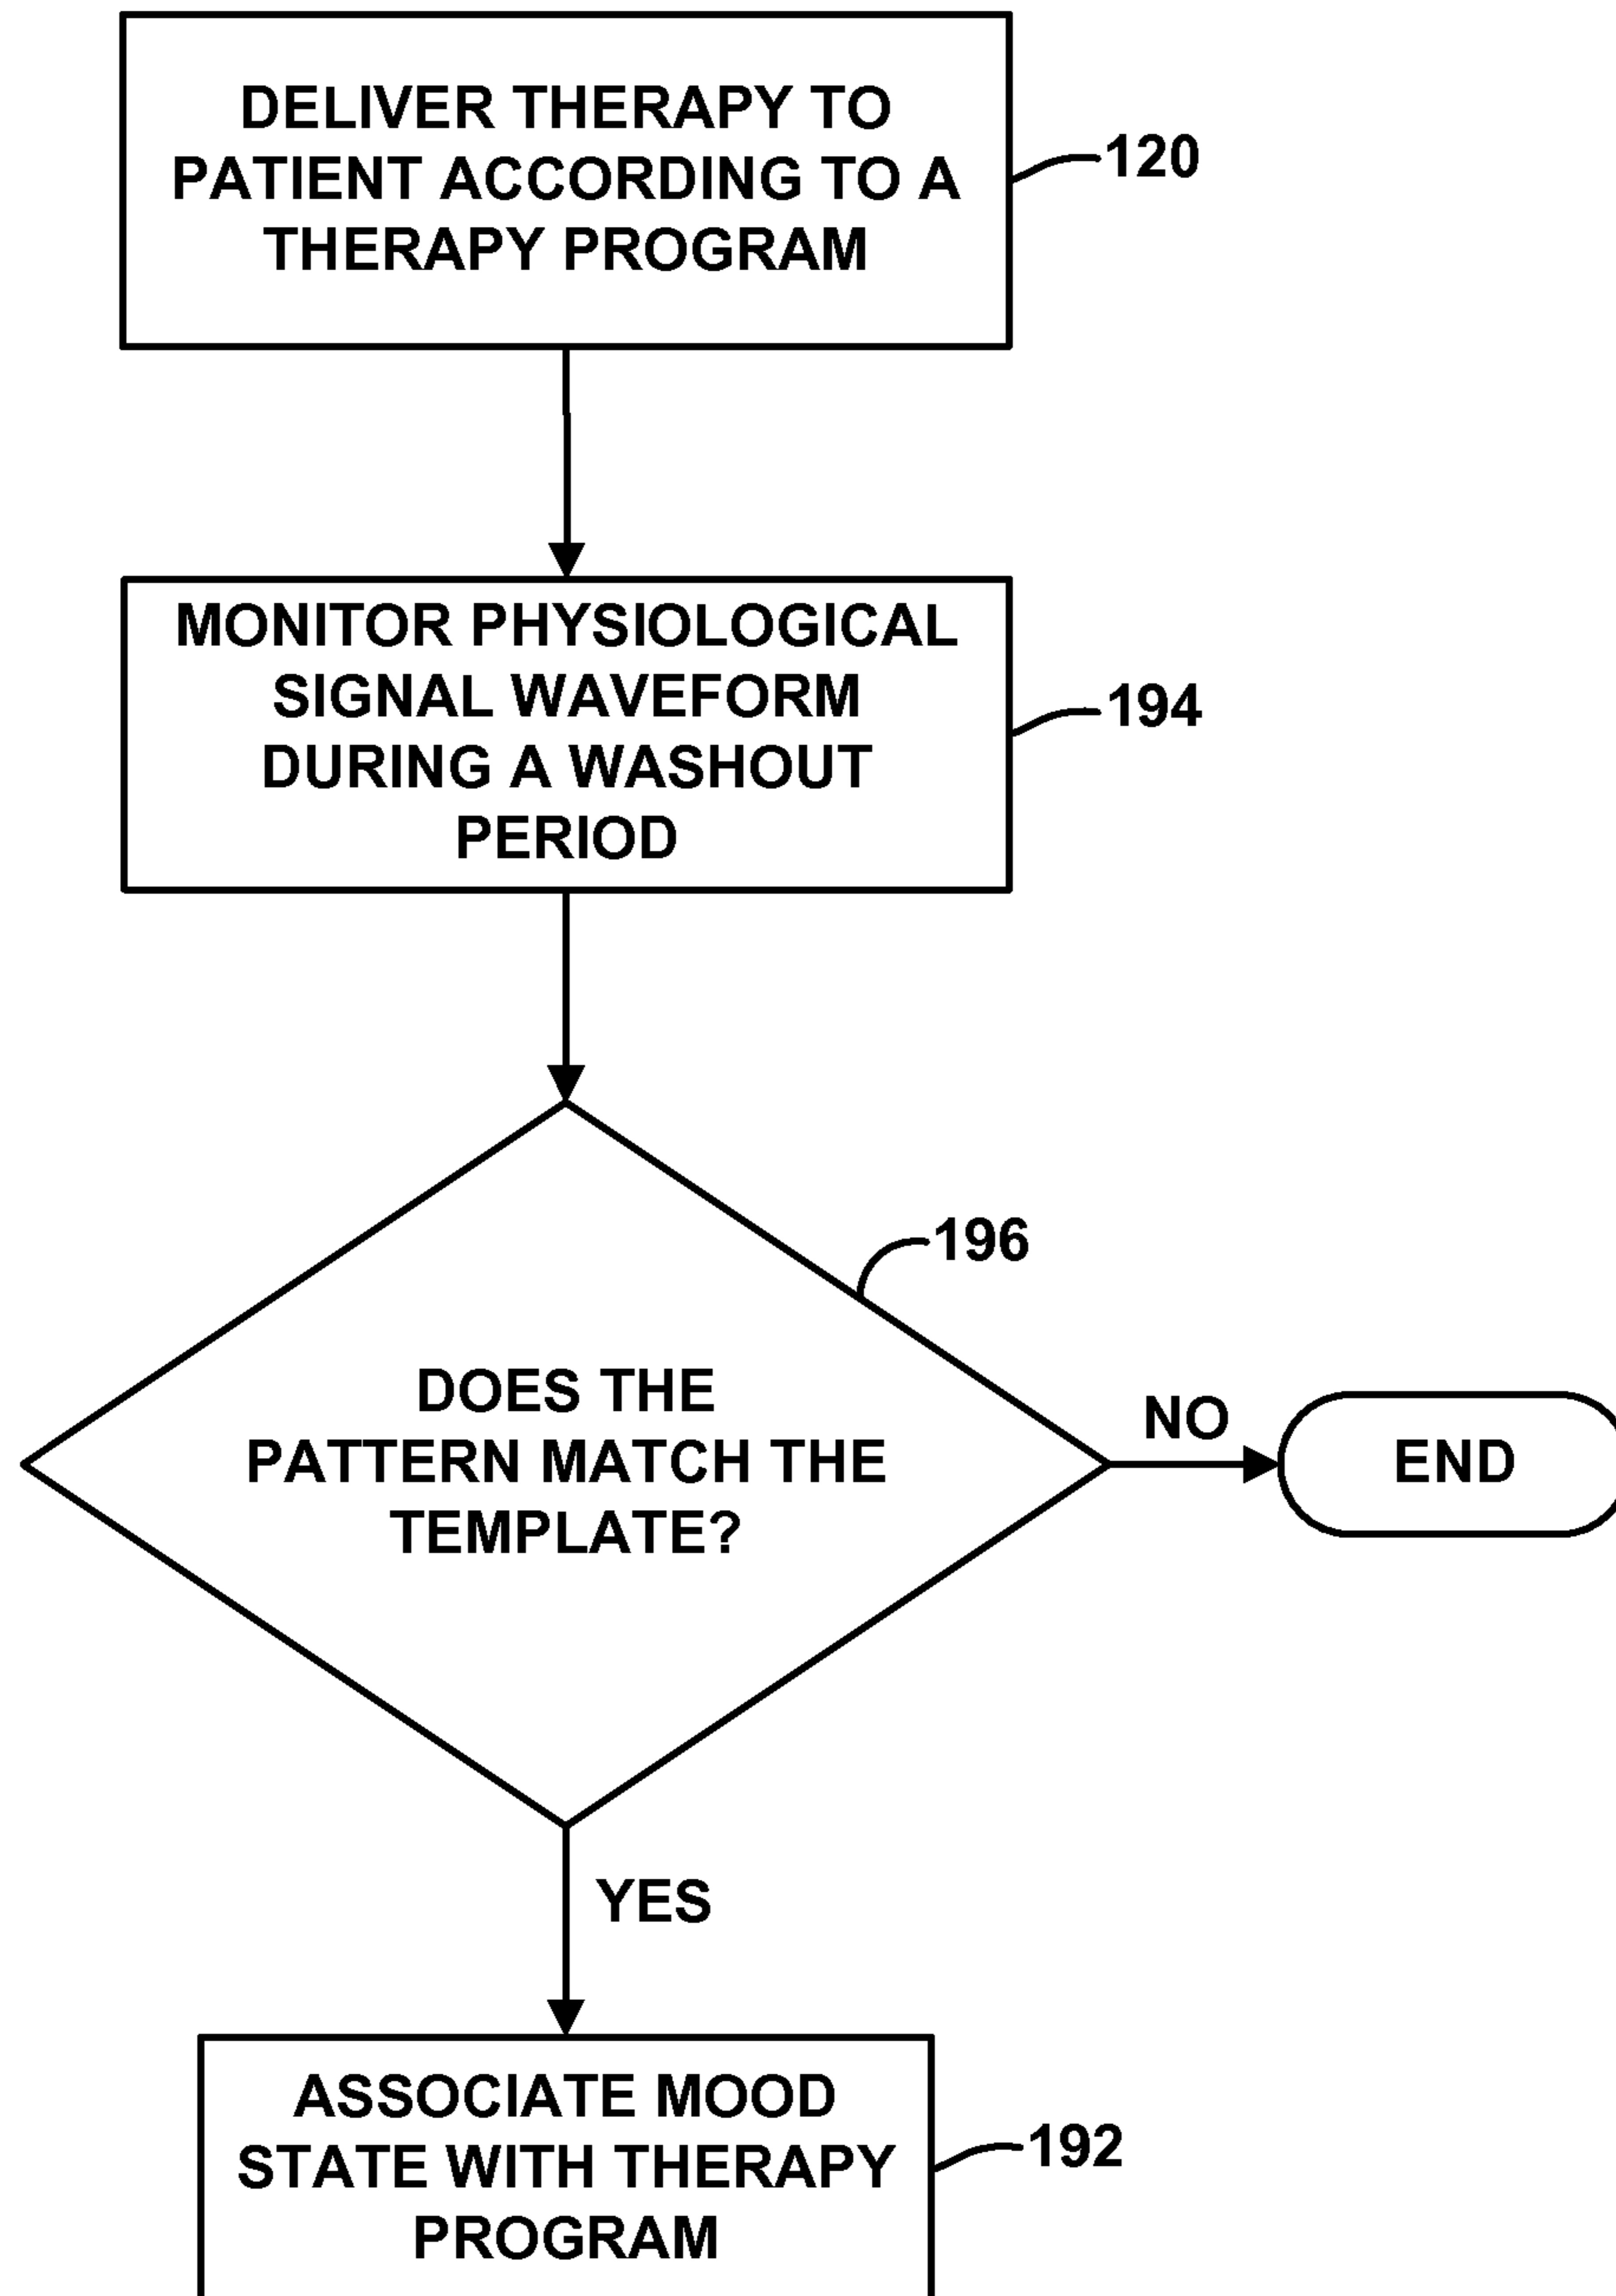 DELIVER THERAPY TO
PATIENT ACCORDING TO A
THERAPY PROGRAM
120
MONITOR PHYSIOLOGICAL
SIGNAL WAVEFORM
DURING A WASHOUT
PERIOD
194
196
DOES THE
PATTERN MATCH THE
TEMPLATE?
NO
END
YES
ASSOCIATE MOOD
STATE WITH THERAPY
PROGRAM
192